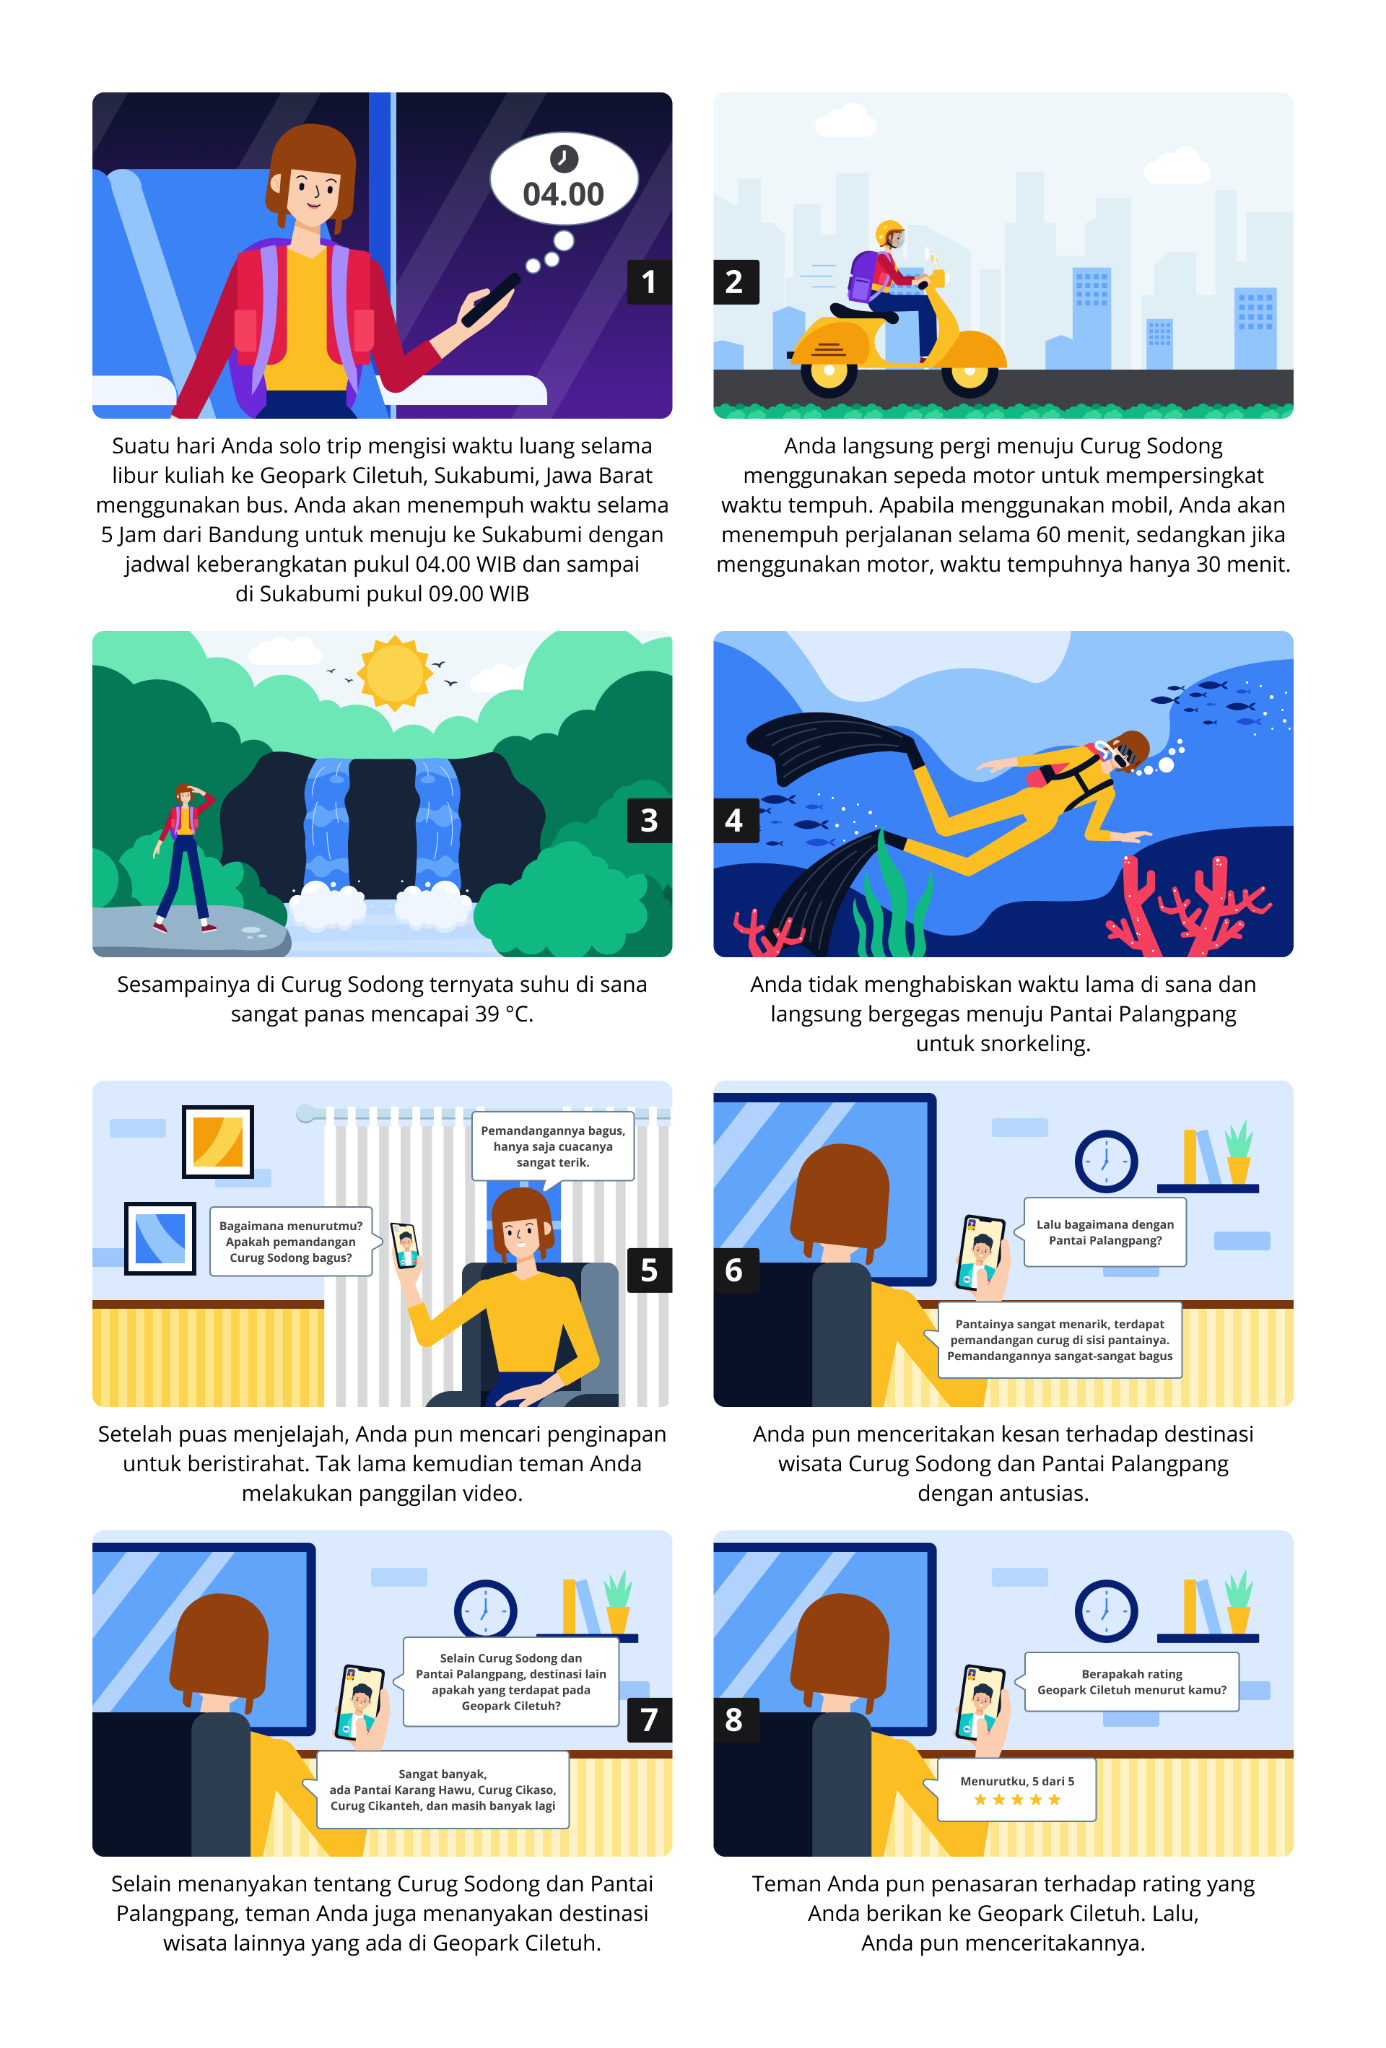 04.00
1
Suatu hari Anda solo trip mengisi waktu luang selama
libur kuliah ke Geopark Ciletuh, Sukabumi, Jawa Barat
menggunakan bus. Anda akan menempuh waktu selama
5 Jam dari Bandung untuk menuju ke Sukabumi dengan
jadwal keberangkatan pukul 04.00 WIB dan sampai
di Sukabumi pukul 09.00 WIB
2
Anda langsung pergi menuju Curug Sodong
menggunakan sepeda motor untuk mempersingkat
waktu tempuh. Apabila menggunakan mobil, Anda akan
menempuh perjalanan selama 60 menit, sedangkan jika
menggunakan motor, waktu tempuhnya hanya 30 menit.
3
Sesampainya di Curug Sodong ternyata suhu di sana
sangat panas mencapai 39 °C.
4
Anda tidak menghabiskan waktu lama di sana dan
langsung bergegas menuju Pantai Palangpang
untuk snorkeling.
Bagaimana menurutmu?
Apakah pemandangan
Curug Sodong bagus?
Pemandangannya bagus,
hanya saja cuacanya
sangat terik.
5
Setelah puas menjelajah, Anda pun mencari penginapan
untuk beristirahat. Tak lama kemudian teman Anda
melakukan panggilan video.
6
Lalu bagaimana dengan
Pantai Palangpang?
Pantainya sangat menarik, terdapat
pemandangan curug di sisi pantainya.
Pemandangannya sangat-sangat bagus
Anda pun menceritakan kesan terhadap destinasi
wisata Curug Sodong dan Pantai Palangpang
dengan antusias.
Selain Curug Sodong dan
Pantai Palangpang, destinasi lain
apakah yang terdapat pada
Geopark Ciletuh?
7
Sangat banyak,
ada Pantai Karang Hawu, Curug Cikaso,
Curug Cikanteh, dan masih banyak lagi
Selain menanyakan tentang Curug Sodong dan Pantai
Palangpang, teman Anda juga menanyakan destinasi
wisata lainnya yang ada di Geopark Ciletuh.
8
Berapakah rating
Geopark Ciletuh menurut kamu?
Menurutku, 5 dari 5
Teman Anda pun penasaran terhadap rating yang
Anda berikan ke Geopark Ciletuh. Lalu,
Anda pun menceritakannya.